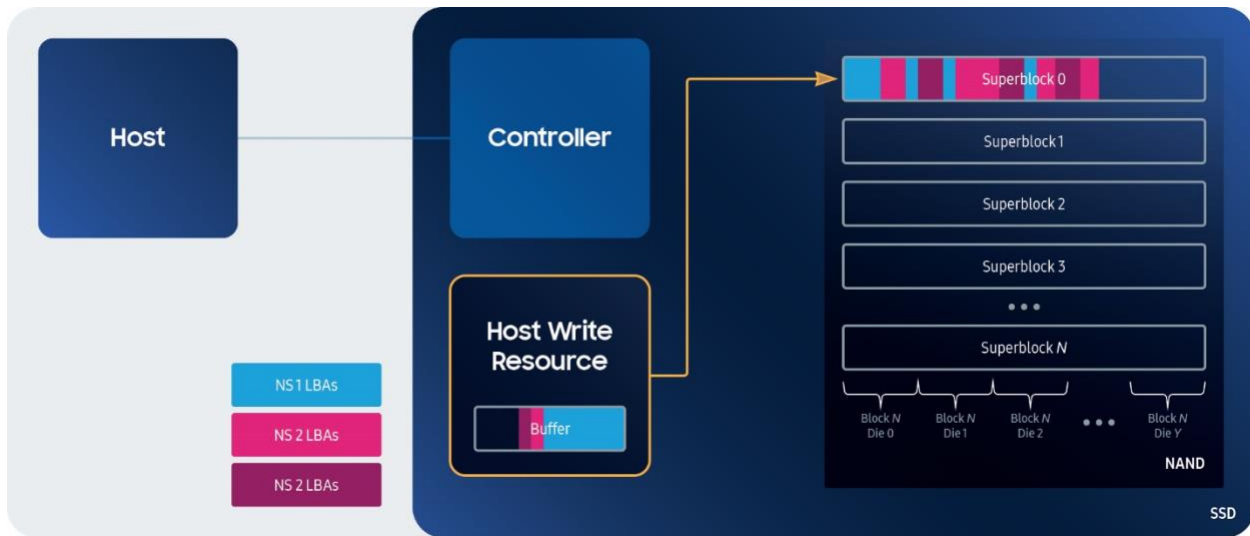 Host
Controller
Host Write
Resource
Buffer
NS 1 LBAs
NS 2 LBAs
NS 2 LBAs
Superblock 0
Superblock 1
Superblock 2
Superblock 3
•••
Superblock N
Block N
Die 0
Block N
Die 1
Block N
Die 2
•••
Block N
Die Y
NAND
SSD